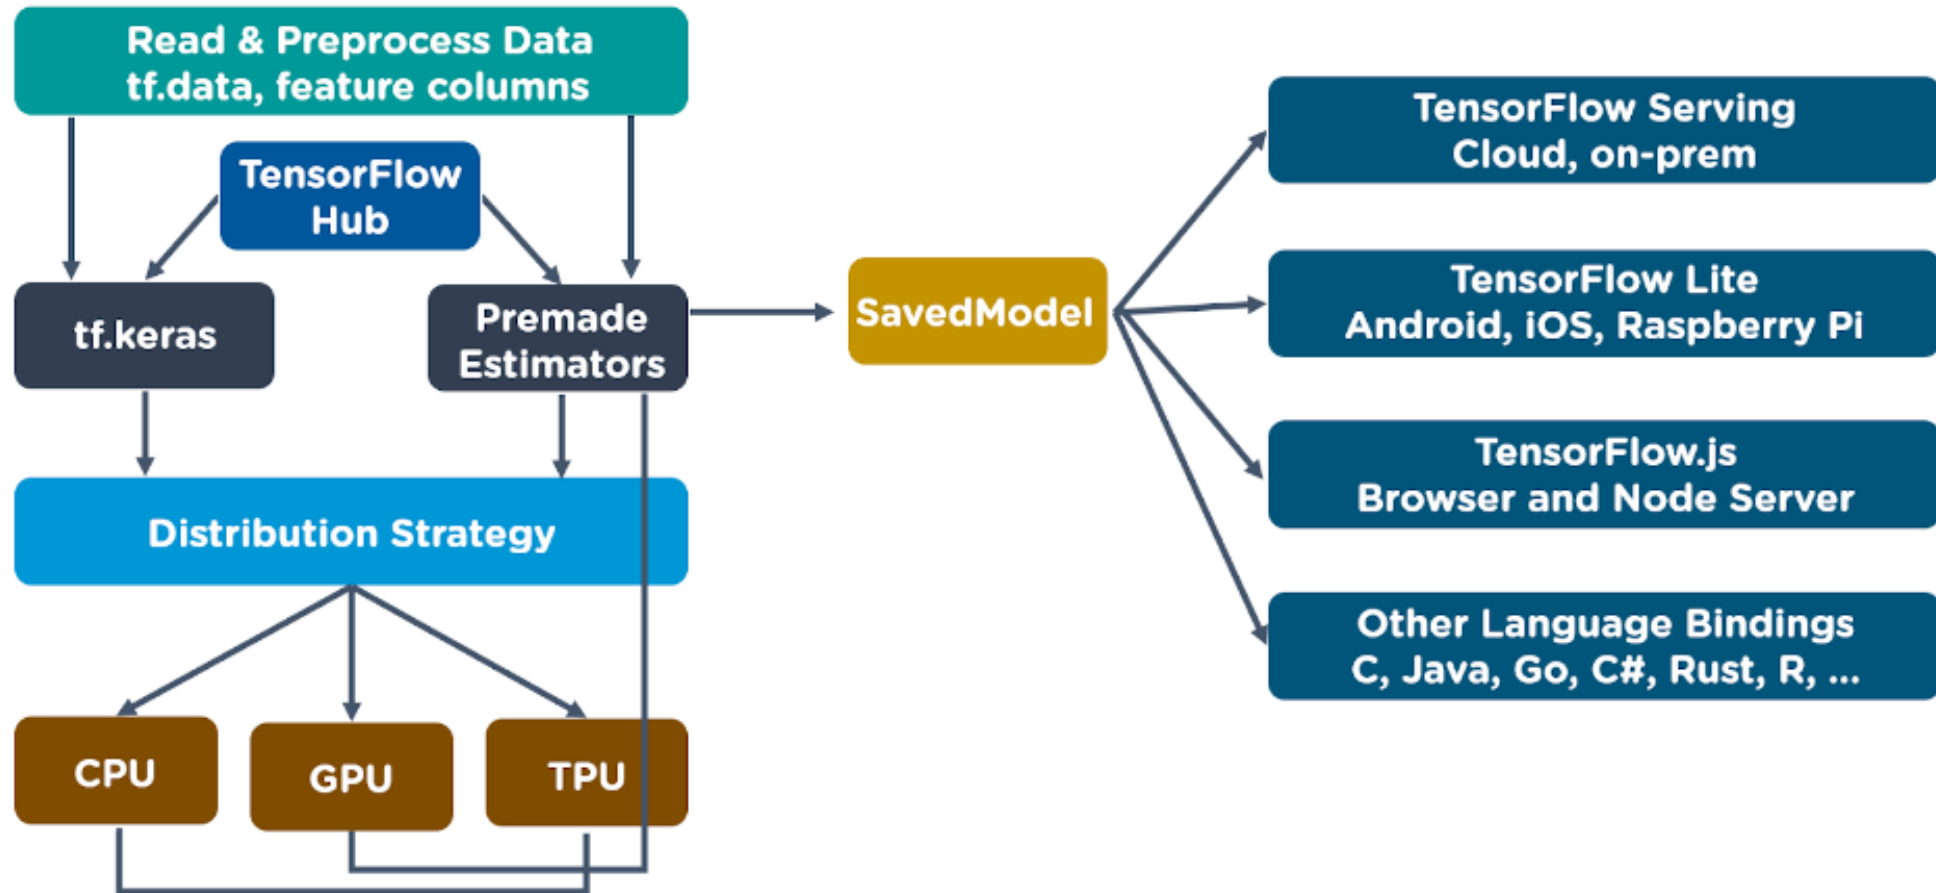 Read & Preprocess Data
tf.data, feature columns
TensorFlow
Hub
tf.keras
Premade
Estimators
Distribution Strategy
CPU
GPU
TPU
SavedModel
TensorFlow Serving
Cloud, on-prem
TensorFlow Lite
Android, iOS, Raspberry Pi
TensorFlow.js
Browser and Node Server
Other Language Bindings
C, Java, Go, C#, Rust, R, ...